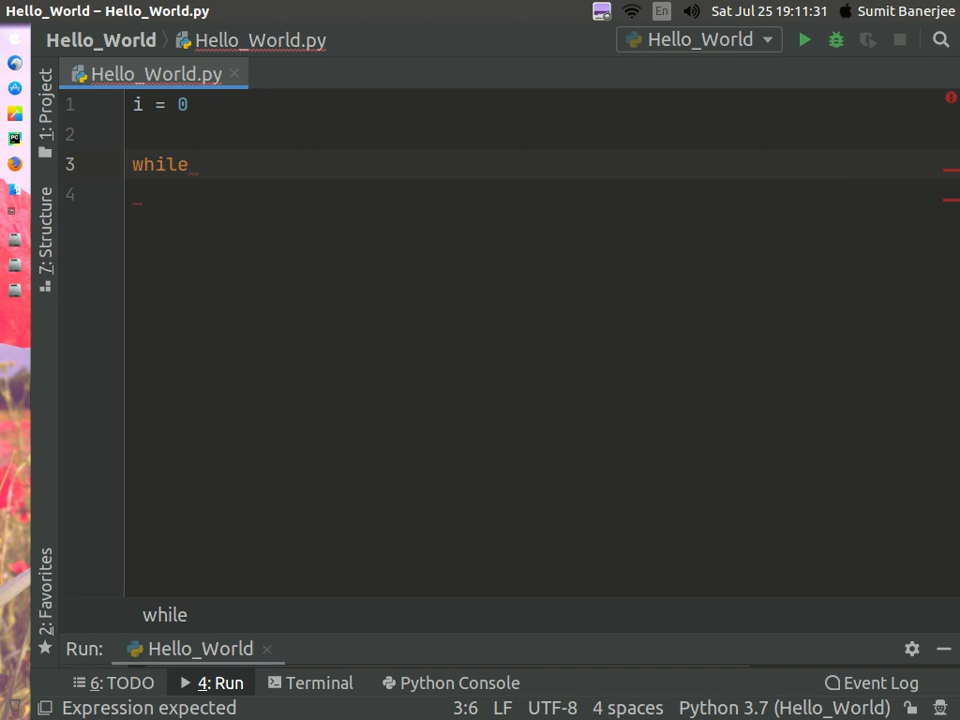 Hello_World – Hello_World.py
En
Sat Jul 25 19:11:31
Sumit Banerjee
Hello_World
Hello_World.py
Hello_World
Hello_World.py
1: Project
7: Structure
2: Favorites
1 i = 0
2
3 while
4
while
Run: Hello_World
6: TODO
4: Run
Terminal
Python Console
Event Log
Expression expected
3:6
LF
UTF-8
4 spaces
Python 3.7 (Hello_World)